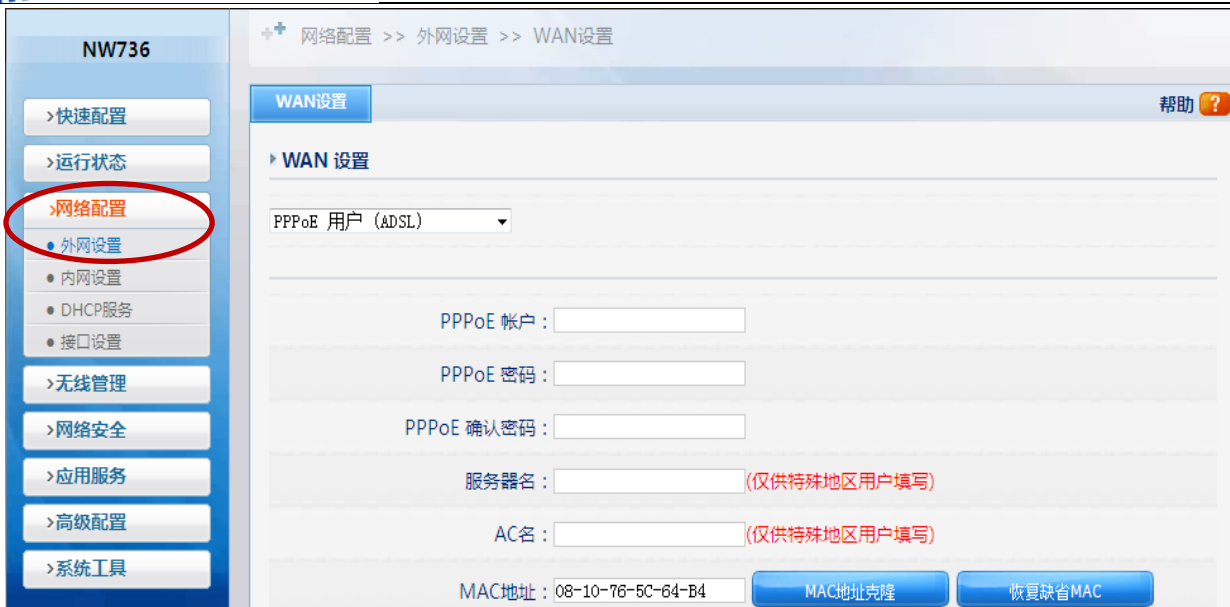 NW736
网络配置 >> 外网设置 >> WAN设置
WAN设置
帮助 ?
>快速配置
>运行状态
>网络配置
● 外网设置
● 内网设置
● DHCP服务
● 接口设置
>无线管理
>网络安全
>应用服务
>高级配置
>系统工具
WAN 设置
PPPoE 用户 (ADSL)
PPPoE 帐户：
PPPoE 密码：
PPPoE 确认密码：
服务器名： (仅供特殊地区用户填写)
AC名： (仅供特殊地区用户填写)
MAC地址： 08-10-76-5C-64-B4 MAC地址克隆 恢复缺省MAC